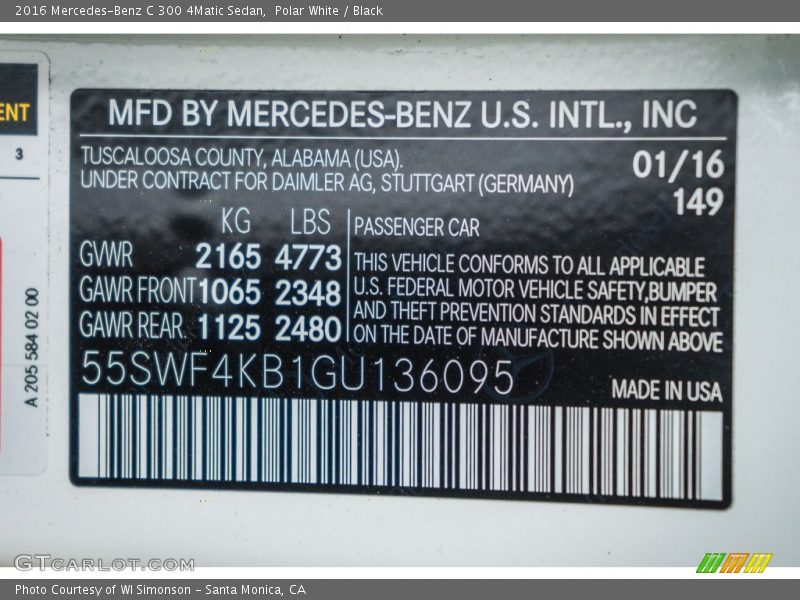 2016 Mercedes-Benz C 300 4Matic Sedan,  Polar White / Black
ENT
3
A 205 584 02 00
MFD BY MERCEDES-BENZ U.S. INTL., INC
TUSCALOOSA COUNTY, ALABAMA (USA).
UNDER CONTRACT FOR DAIMLER AG, STUTTGART (GERMANY)
01/16
149
KG LBS
GVWR 2165 4773
GAWR FRONT 1065 2348
GAWR REAR 1125 2480
PASSENGER CAR
THIS VEHICLE CONFORMS TO ALL APPLICABLE
U.S. FEDERAL MOTOR VEHICLE SAFETY,BUMPER
AND THEFT PREVENTION STANDARDS IN EFFECT
ON THE DATE OF MANUFACTURE SHOWN ABOVE
55SWF4KB1GU136095
MADE IN USA
GTcarlot.com
Photo Courtesy of WI Simonson - Santa Monica, CA